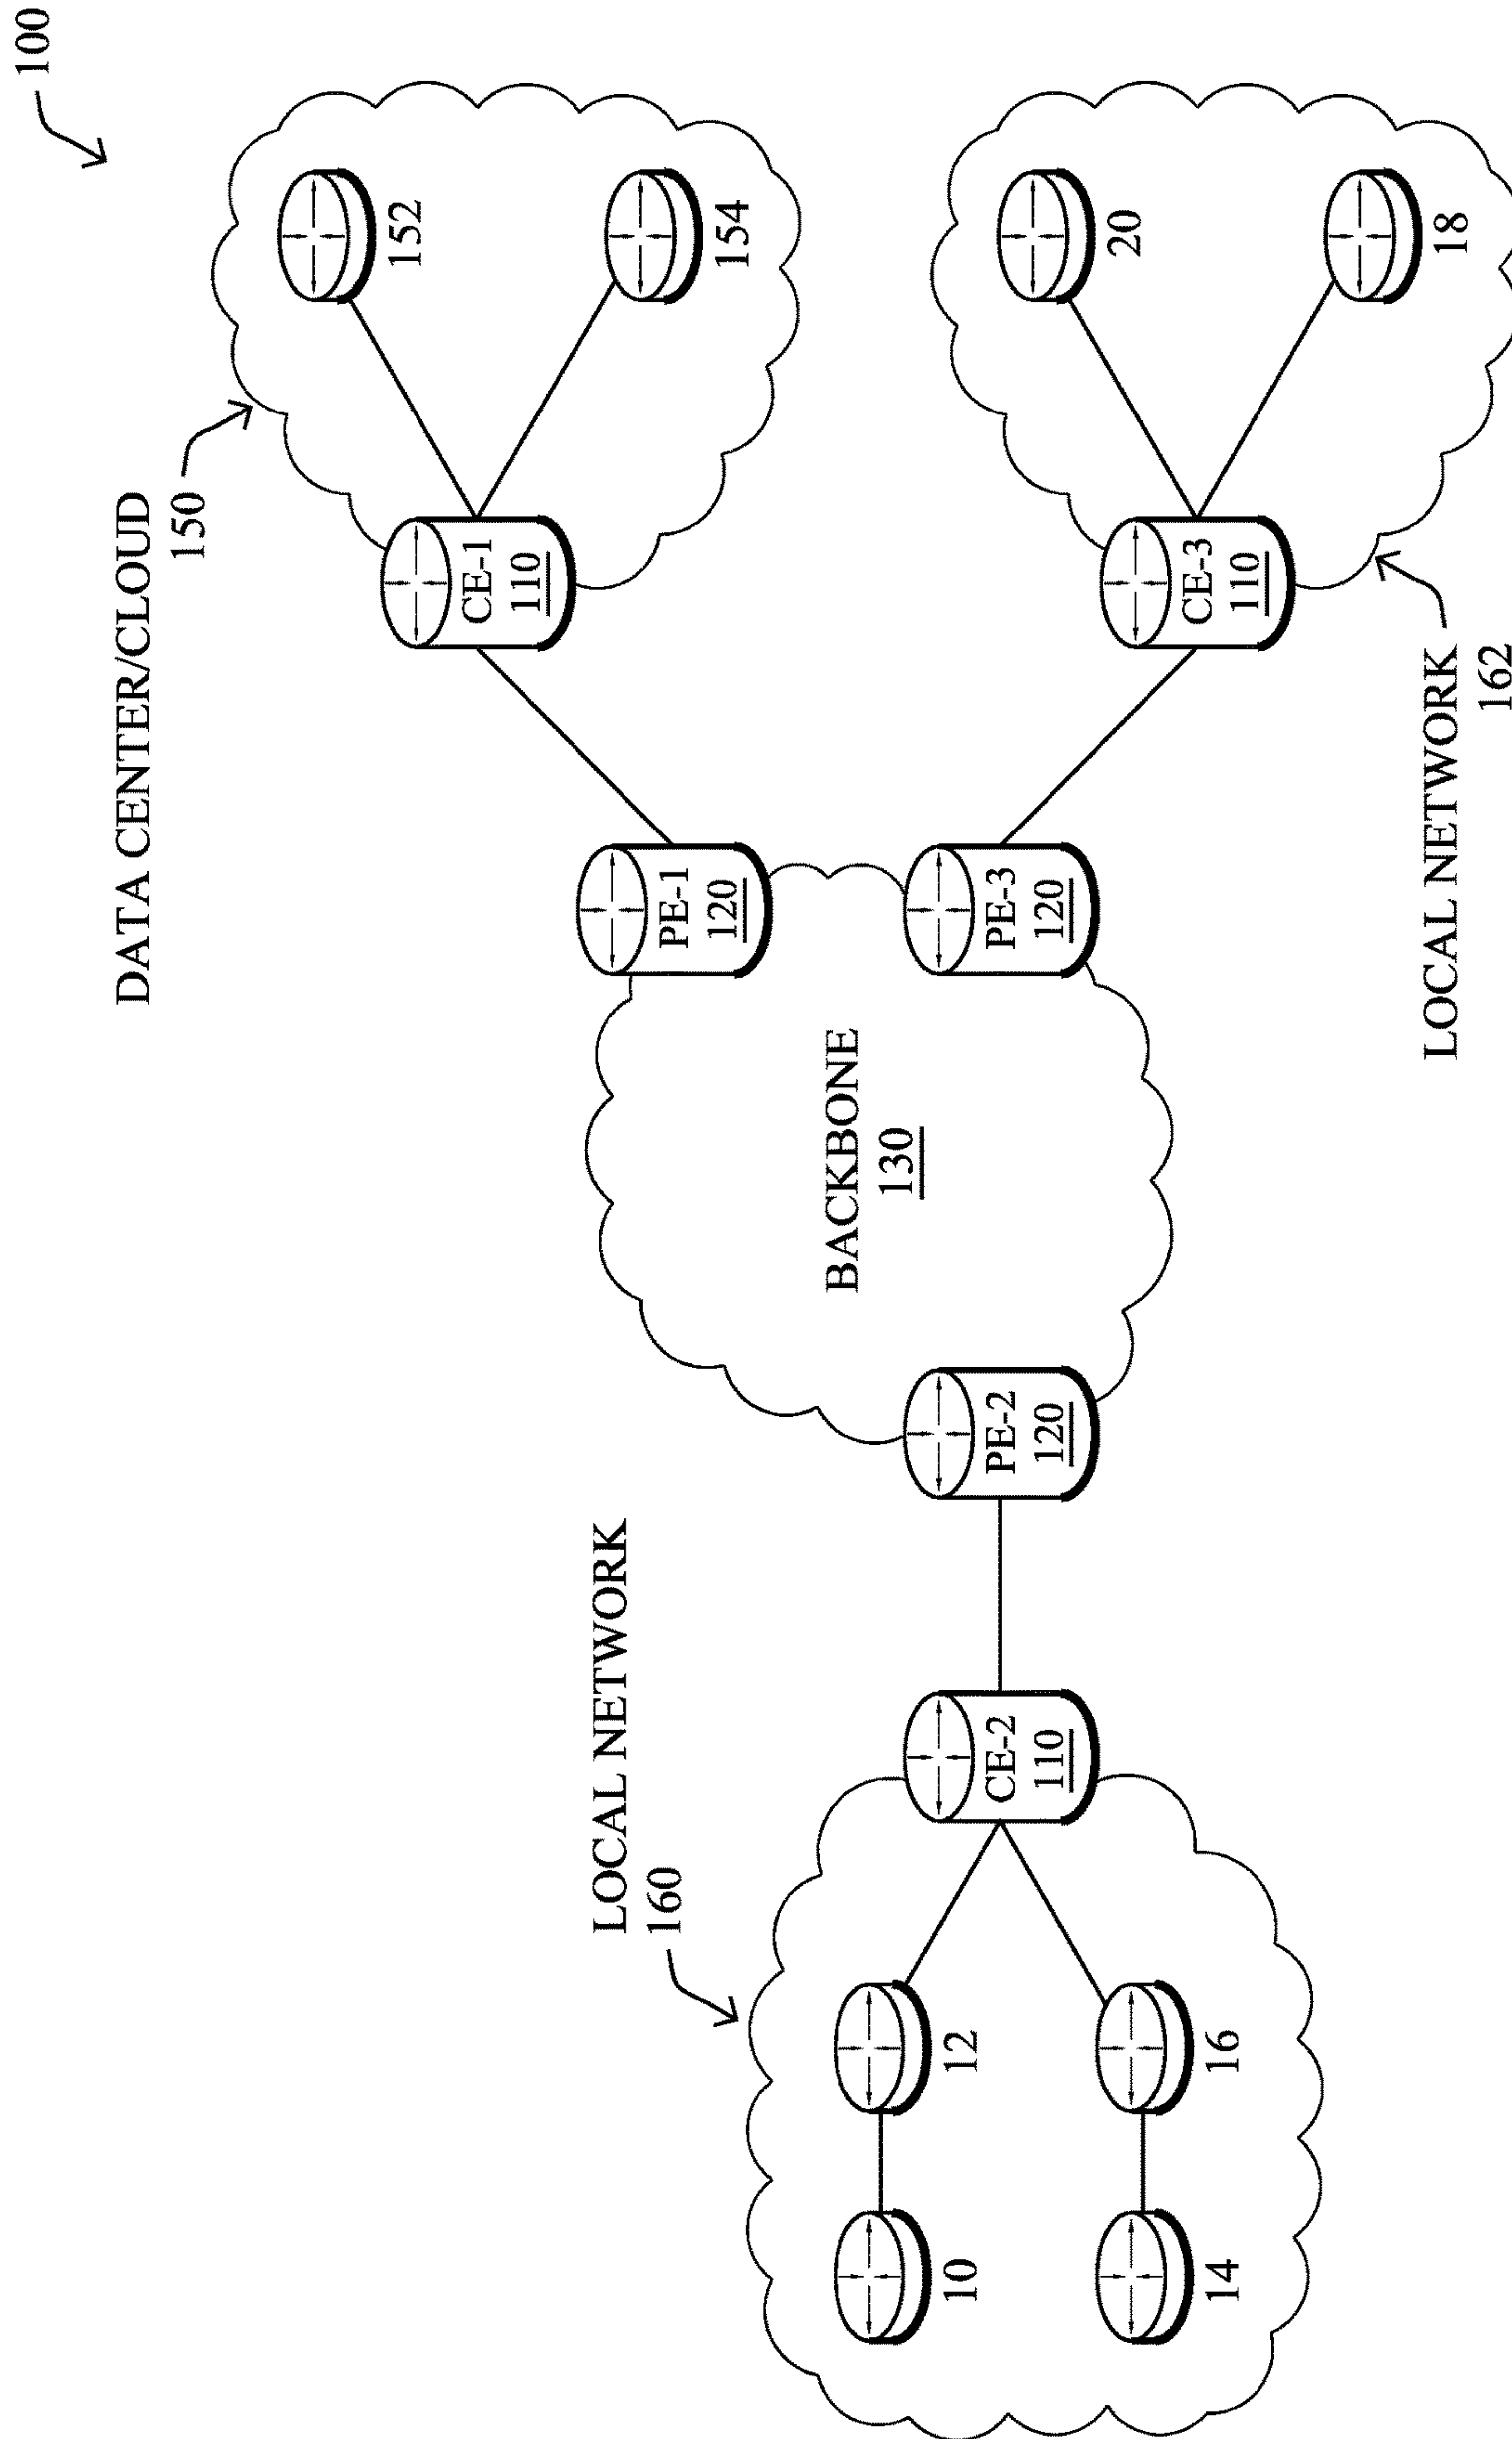 100
DATA CENTER/CLOUD
150
152
154
CE-1
110
PE-1
120
LOCAL NETWORK
160
BACKBONE
130
10
12
14
16
CE-2
110
PE-2
120
PE-3
120
CE-3
110
20
18
LOCAL NETWORK
162